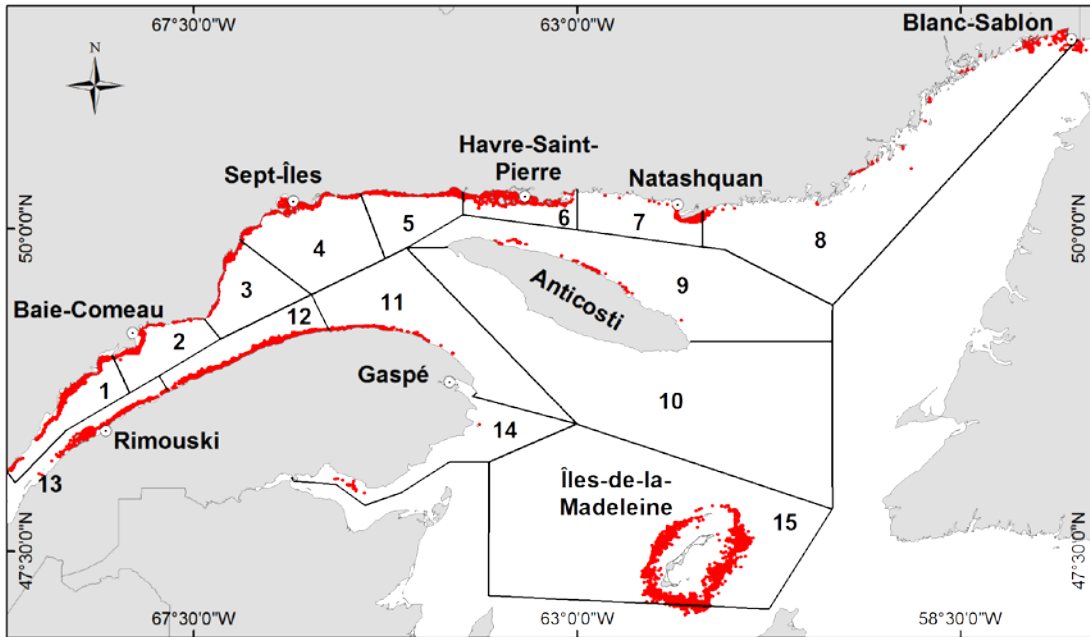 67°30'0"W
63°0'0"W
Blanc-Sablon
N
Havre-Saint-
Pierre
Sept-Îles
Natashquan
50°0'0"N
50°0'0"N
6
5
7
4
8
9
3
Anticosti
11
Baie-Comeau
12
2
Gaspé
1
10
14
Rimouski
Îles-de-la-
Madeleine
13
15
47°30'0"N
47°30'0"N
67°30'0"W
63°0'0"W
58°30'0"W